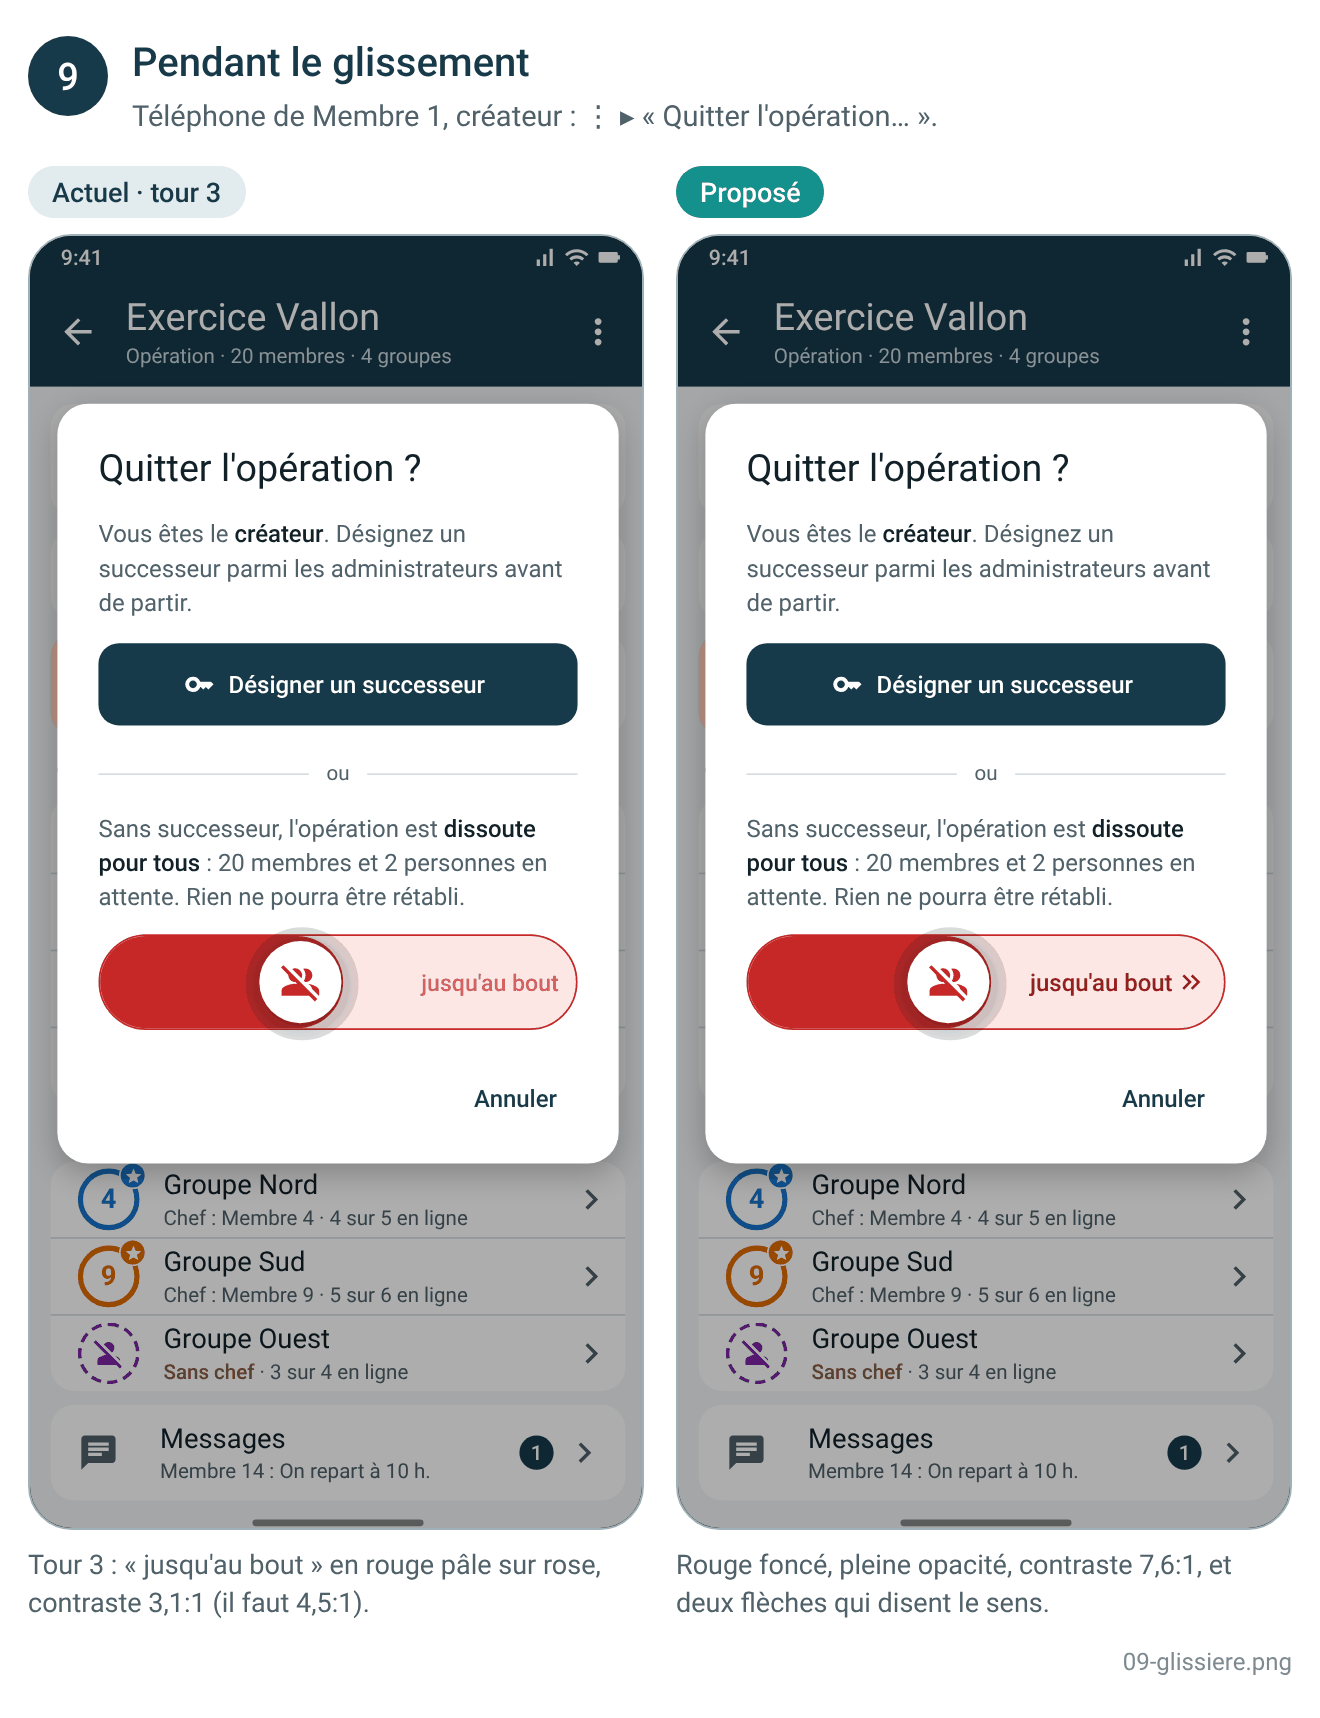 9
Pendant le glissement
Téléphone de Membre 1, créateur : ⋮ ▸ « Quitter l'opération… ».
Actuel · tour 3
9:41
Exercice Vallon
Opération · 20 membres · 4 groupes
Quitter l'opération ?
Vous êtes le créateur. Désignez un
successeur parmi les administrateurs avant
de partir.
Désigner un successeur
ou
Sans successeur, l'opération est dissoute
pour tous : 20 membres et 2 personnes en
attente. Rien ne pourra être rétabli.
jusqu'au bout
Annuler
4
Groupe Nord
Chef : Membre 4 · 4 sur 5 en ligne
9
Groupe Sud
Chef : Membre 9 · 5 sur 6 en ligne
Groupe Ouest
Sans chef · 3 sur 4 en ligne
Messages
Membre 14 : On repart à 10 h.
1
Tour 3 : « jusqu'au bout » en rouge pâle sur rose,
contraste 3,1:1 (il faut 4,5:1).
Proposé
9:41
Exercice Vallon
Opération · 20 membres · 4 groupes
Quitter l'opération ?
Vous êtes le créateur. Désignez un
successeur parmi les administrateurs avant
de partir.
Désigner un successeur
ou
Sans successeur, l'opération est dissoute
pour tous : 20 membres et 2 personnes en
attente. Rien ne pourra être rétabli.
jusqu'au bout »
Annuler
4
Groupe Nord
Chef : Membre 4 · 4 sur 5 en ligne
9
Groupe Sud
Chef : Membre 9 · 5 sur 6 en ligne
Groupe Ouest
Sans chef · 3 sur 4 en ligne
Messages
Membre 14 : On repart à 10 h.
1
Rouge foncé, pleine opacité, contraste 7,6:1, et
deux flèches qui disent le sens.
09-glissiere.png